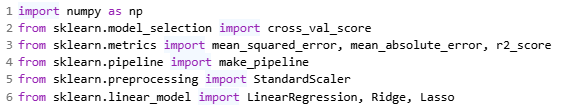 1 import numpy as np
2 from sklearn.model_selection import cross_val_score
3 from sklearn.metrics import mean_squared_error, mean_absolute_error, r2_score
4 from sklearn.pipeline import make_pipeline
5 from sklearn.preprocessing import StandardScaler
6 from sklearn.linear_model import LinearRegression, Ridge, Lasso